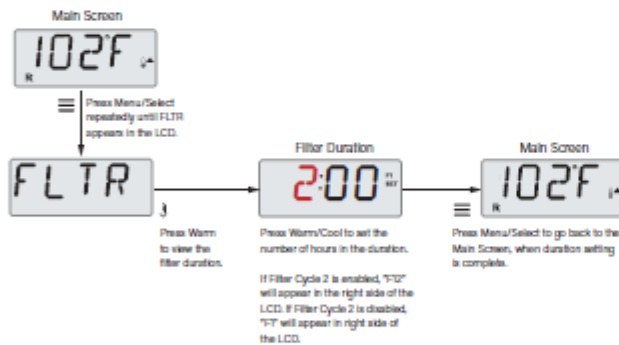 Main Screen
102°F
R
Press Menu/Select
repeatedly until FLTR
appears in the LCD.
FLTR
Press Warm
to view the
filter duration.
Filter Duration
2:00
Press Warm/Cool to set the
number of hours in the duration.
If Filter Cycle 2 is enabled, "F12"
will appear in the right side of the
LCD. If Filter Cycle 2 is disabled,
"F1" will appear in right side of
the LCD.
Main Screen
102°F
R
Press Menu/Select to go back to the
Main Screen, when duration setting
is complete.